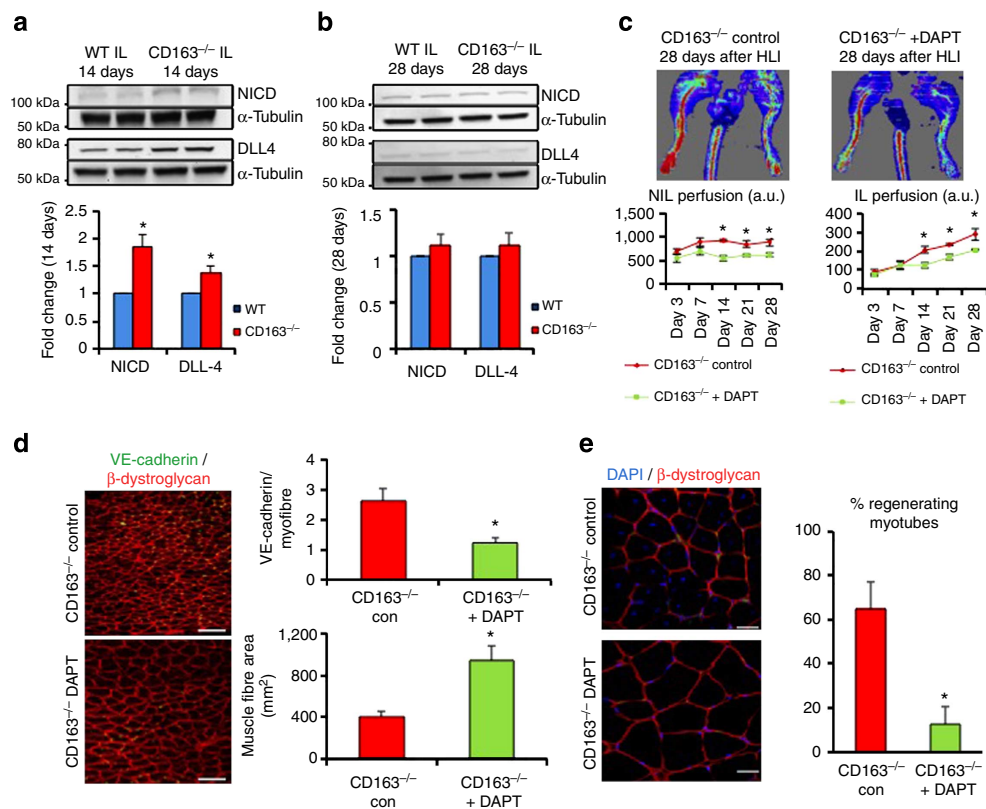 a
WT IL
14 days
CD163–/– IL
14 days
NICD
100 kDa
α-Tubulin
50 kDa
80 kDa
DLL4
α-Tubulin
50 kDa
Fold change (14 days)
2.5
2
1.5
1
0.5
0
*
*
WT
CD163–/–
NICD
DLL-4
b
WT IL
28 days
CD163–/– IL
28 days
NICD
100 kDa
α-Tubulin
50 kDa
80 kDa
DLL4
α-Tubulin
50 kDa
Fold change (28 days)
1.5
1
0.5
0
WT
CD163–/–
NICD
DLL-4
c
CD163–/– control
28 days after HLI
CD163–/– +DAPT
28 days after HLI
NIL perfusion (a.u.)
1,500
1,000
500
0
* * *
Day 3
Day 7
Day 14
Day 21
Day 28
CD163–/– control
CD163–/– + DAPT
IL perfusion (a.u.)
400
300
200
100
0
* * *
Day 3
Day 7
Day 14
Day 21
Day 28
CD163–/– control
CD163–/– + DAPT
d
VE-cadherin /
β-dystroglycan
CD163–/– control
CD163–/– DAPT
VE-cadherin/
myofibre
4
3
2
1
0
*
CD163–/–
con
CD163–/–
+ DAPT
Muscle fibre area
(mm²)
1,200
800
400
0
*
CD163–/–
con
CD163–/–
+ DAPT
e
DAPI / β-dystroglycan
CD163–/– control
CD163–/– DAPT
% regenerating
myotubes
100
80
60
40
20
0
*
CD163–/–
con
CD163–/–
+ DAPT